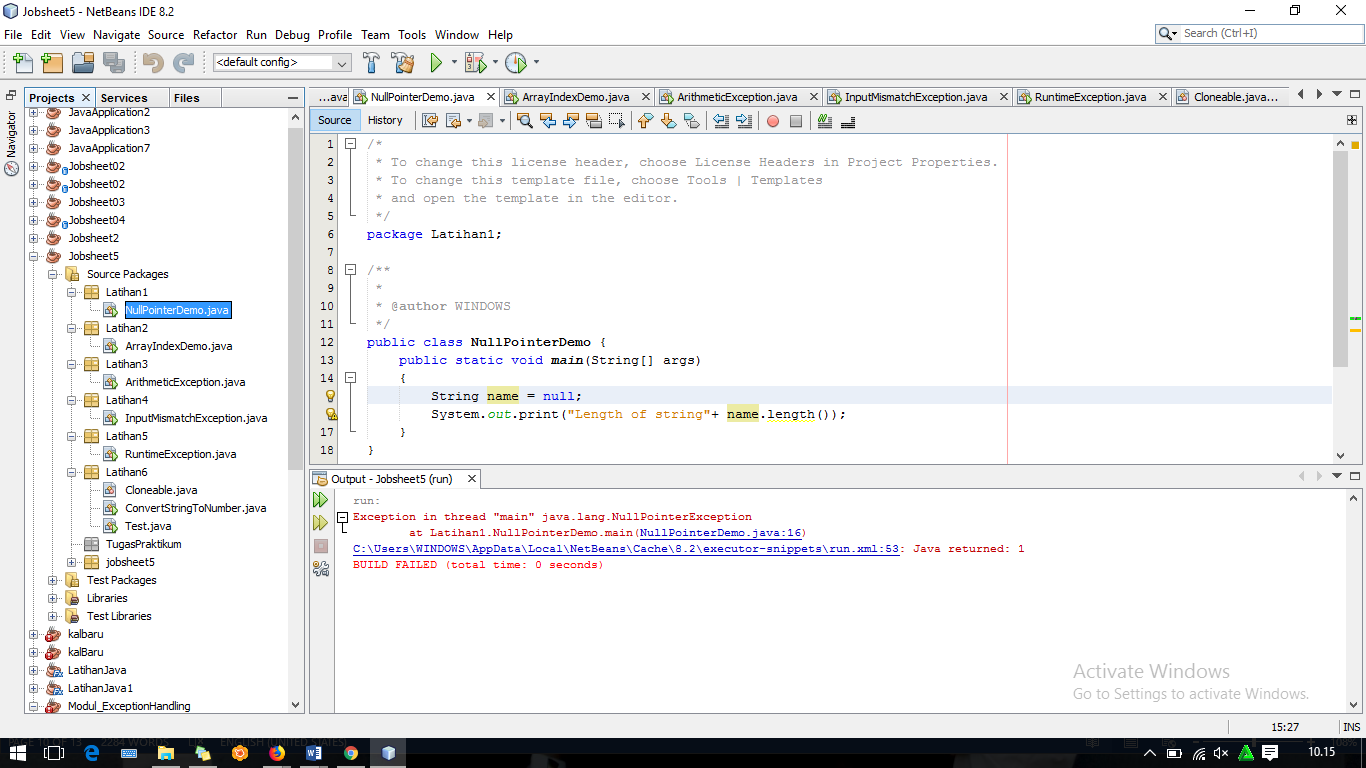 Jobsheet5 - NetBeans IDE 8.2
File Edit View Navigate Source Refactor Run Debug Profile Team Tools Window Help
Search (Ctrl+I)
<default config>
Navigator
Projects
Services
Files
JavaApplication2
JavaApplication3
JavaApplication7
Jobsheet02
Jobsheet02
Jobsheet03
Jobsheet04
Jobsheet2
Jobsheet5
Source Packages
Latihan1
NullPointerDemo.java
Latihan2
ArrayIndexDemo.java
Latihan3
ArithmeticException.java
Latihan4
InputMismatchException.java
Latihan5
RuntimeException.java
Latihan6
Cloneable.java
ConvertStringToNumber.java
Test.java
TugasPraktikum
jobsheet5
Test Packages
Libraries
Test Libraries
kalbaru
kalBaru
LatihanJava
LatihanJava1
Modul_ExceptionHandling
...ava NullPointerDemo.java ArrayIndexDemo.java ArithmeticException.java InputMismatchException.java RuntimeException.java Cloneable.java...
Source History
1 /*
2 * To change this license header, choose License Headers in Project Properties.
3 * To change this template file, choose Tools | Templates
4 * and open the template in the editor.
5 */
6 package Latihan1;
7
8 /**
9 *
10 * @author WINDOWS
11 */
12 public class NullPointerDemo {
13 public static void main(String[] args)
14 {
String name = null;
System.out.print("Length of string"+ name.length());
17 }
18 }
Output - Jobsheet5 (run)
run:
Exception in thread "main" java.lang.NullPointerException
at Latihan1.NullPointerDemo.main(NullPointerDemo.java:16)
C:\Users\WINDOWS\AppData\Local\NetBeans\Cache\8.2\executor-snippets\run.xml:53: Java returned: 1
BUILD FAILED (total time: 0 seconds)
Activate Windows
Go to Settings to activate Windows.
15:27 INS
PAGE 10 OF 13 2284 WORDS ENGLISH (UNITED STATES)
10.15